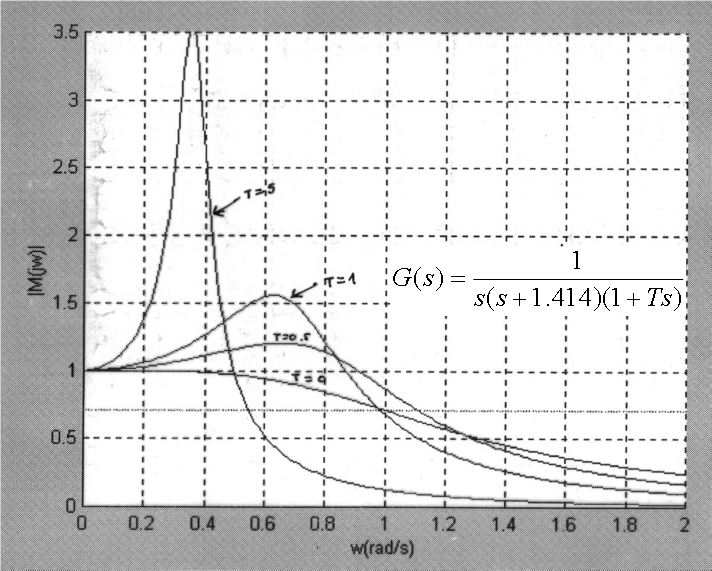 3.5
3
2.5
2
1.5
1
0.5
0
|M(jw)|
T=5
T=1
T=0.5
T=0
G(s) = 1 / s(s+1.414)(1+Ts)
0 0.2 0.4 0.6 0.8 1 1.2 1.4 1.6 1.8 2
w(rad/s)